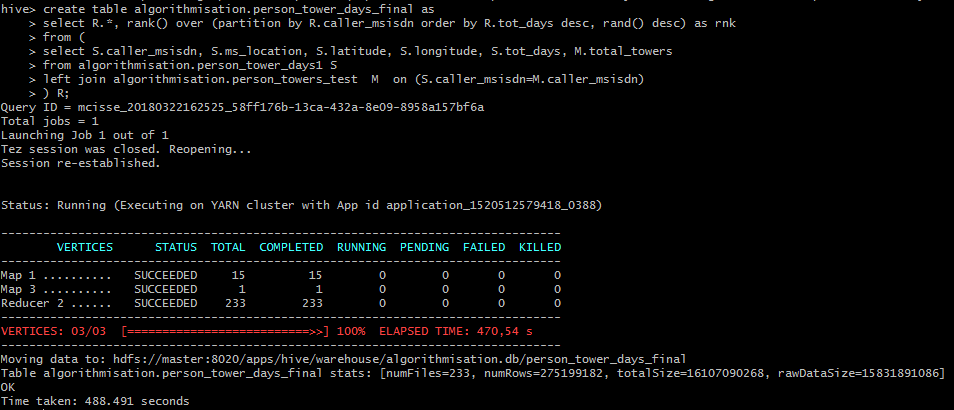 hive> create table algorithmisation.person_tower_days_final as
    > select R.*, rank() over (partition by R.caller_msisdn order by R.tot_days desc, rand() desc) as rnk
    > from (
    > select S.caller_msisdn, S.ms_location, S.latitude, S.longitude, S.tot_days, M.total_towers
    > from algorithmisation.person_tower_days1 S
    > left join algorithmisation.person_towers_test  M  on (S.caller_msisdn=M.caller_msisdn)
    > ) R;
Query ID = mcisse_20180322162525_58ff176b-13ca-432a-8e09-8958a157bf6a
Total jobs = 1
Launching Job 1 out of 1
Tez session was closed. Reopening...
Session re-established.
Status: Running (Executing on YARN cluster with App id application_1520512579418_0388)
--------------------------------------------------------------------------------
        VERTICES      STATUS  TOTAL  COMPLETED  RUNNING  PENDING  FAILED  KILLED
--------------------------------------------------------------------------------
Map 1 ..........   SUCCEEDED     15         15        0        0       0       0
Map 3 ..........   SUCCEEDED      1          1        0        0       0       0
Reducer 2 ......   SUCCEEDED    233        233        0        0       0       0
--------------------------------------------------------------------------------
VERTICES: 03/03  [==========================>>] 100%  ELAPSED TIME: 470,54 s
--------------------------------------------------------------------------------
Moving data to: hdfs://master:8020/apps/hive/warehouse/algorithmisation.db/person_tower_days_final
Table algorithmisation.person_tower_days_final stats: [numFiles=233, numRows=275199182, totalSize=16107090268, rawDataSize=15831891086]
OK
Time taken: 488.491 seconds